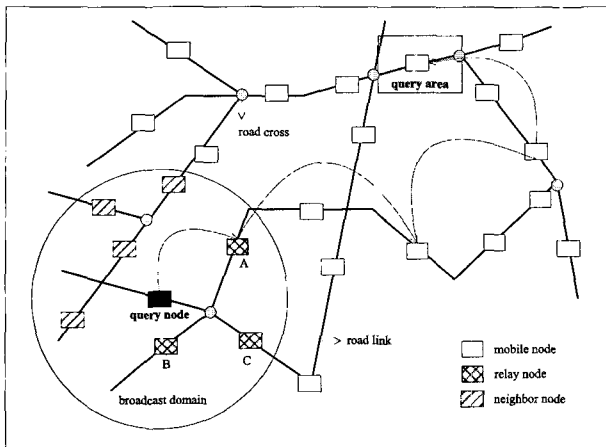 query area
road cross
A
query node
road link
B
C
broadcast domain
mobile node
relay node
neighbor node